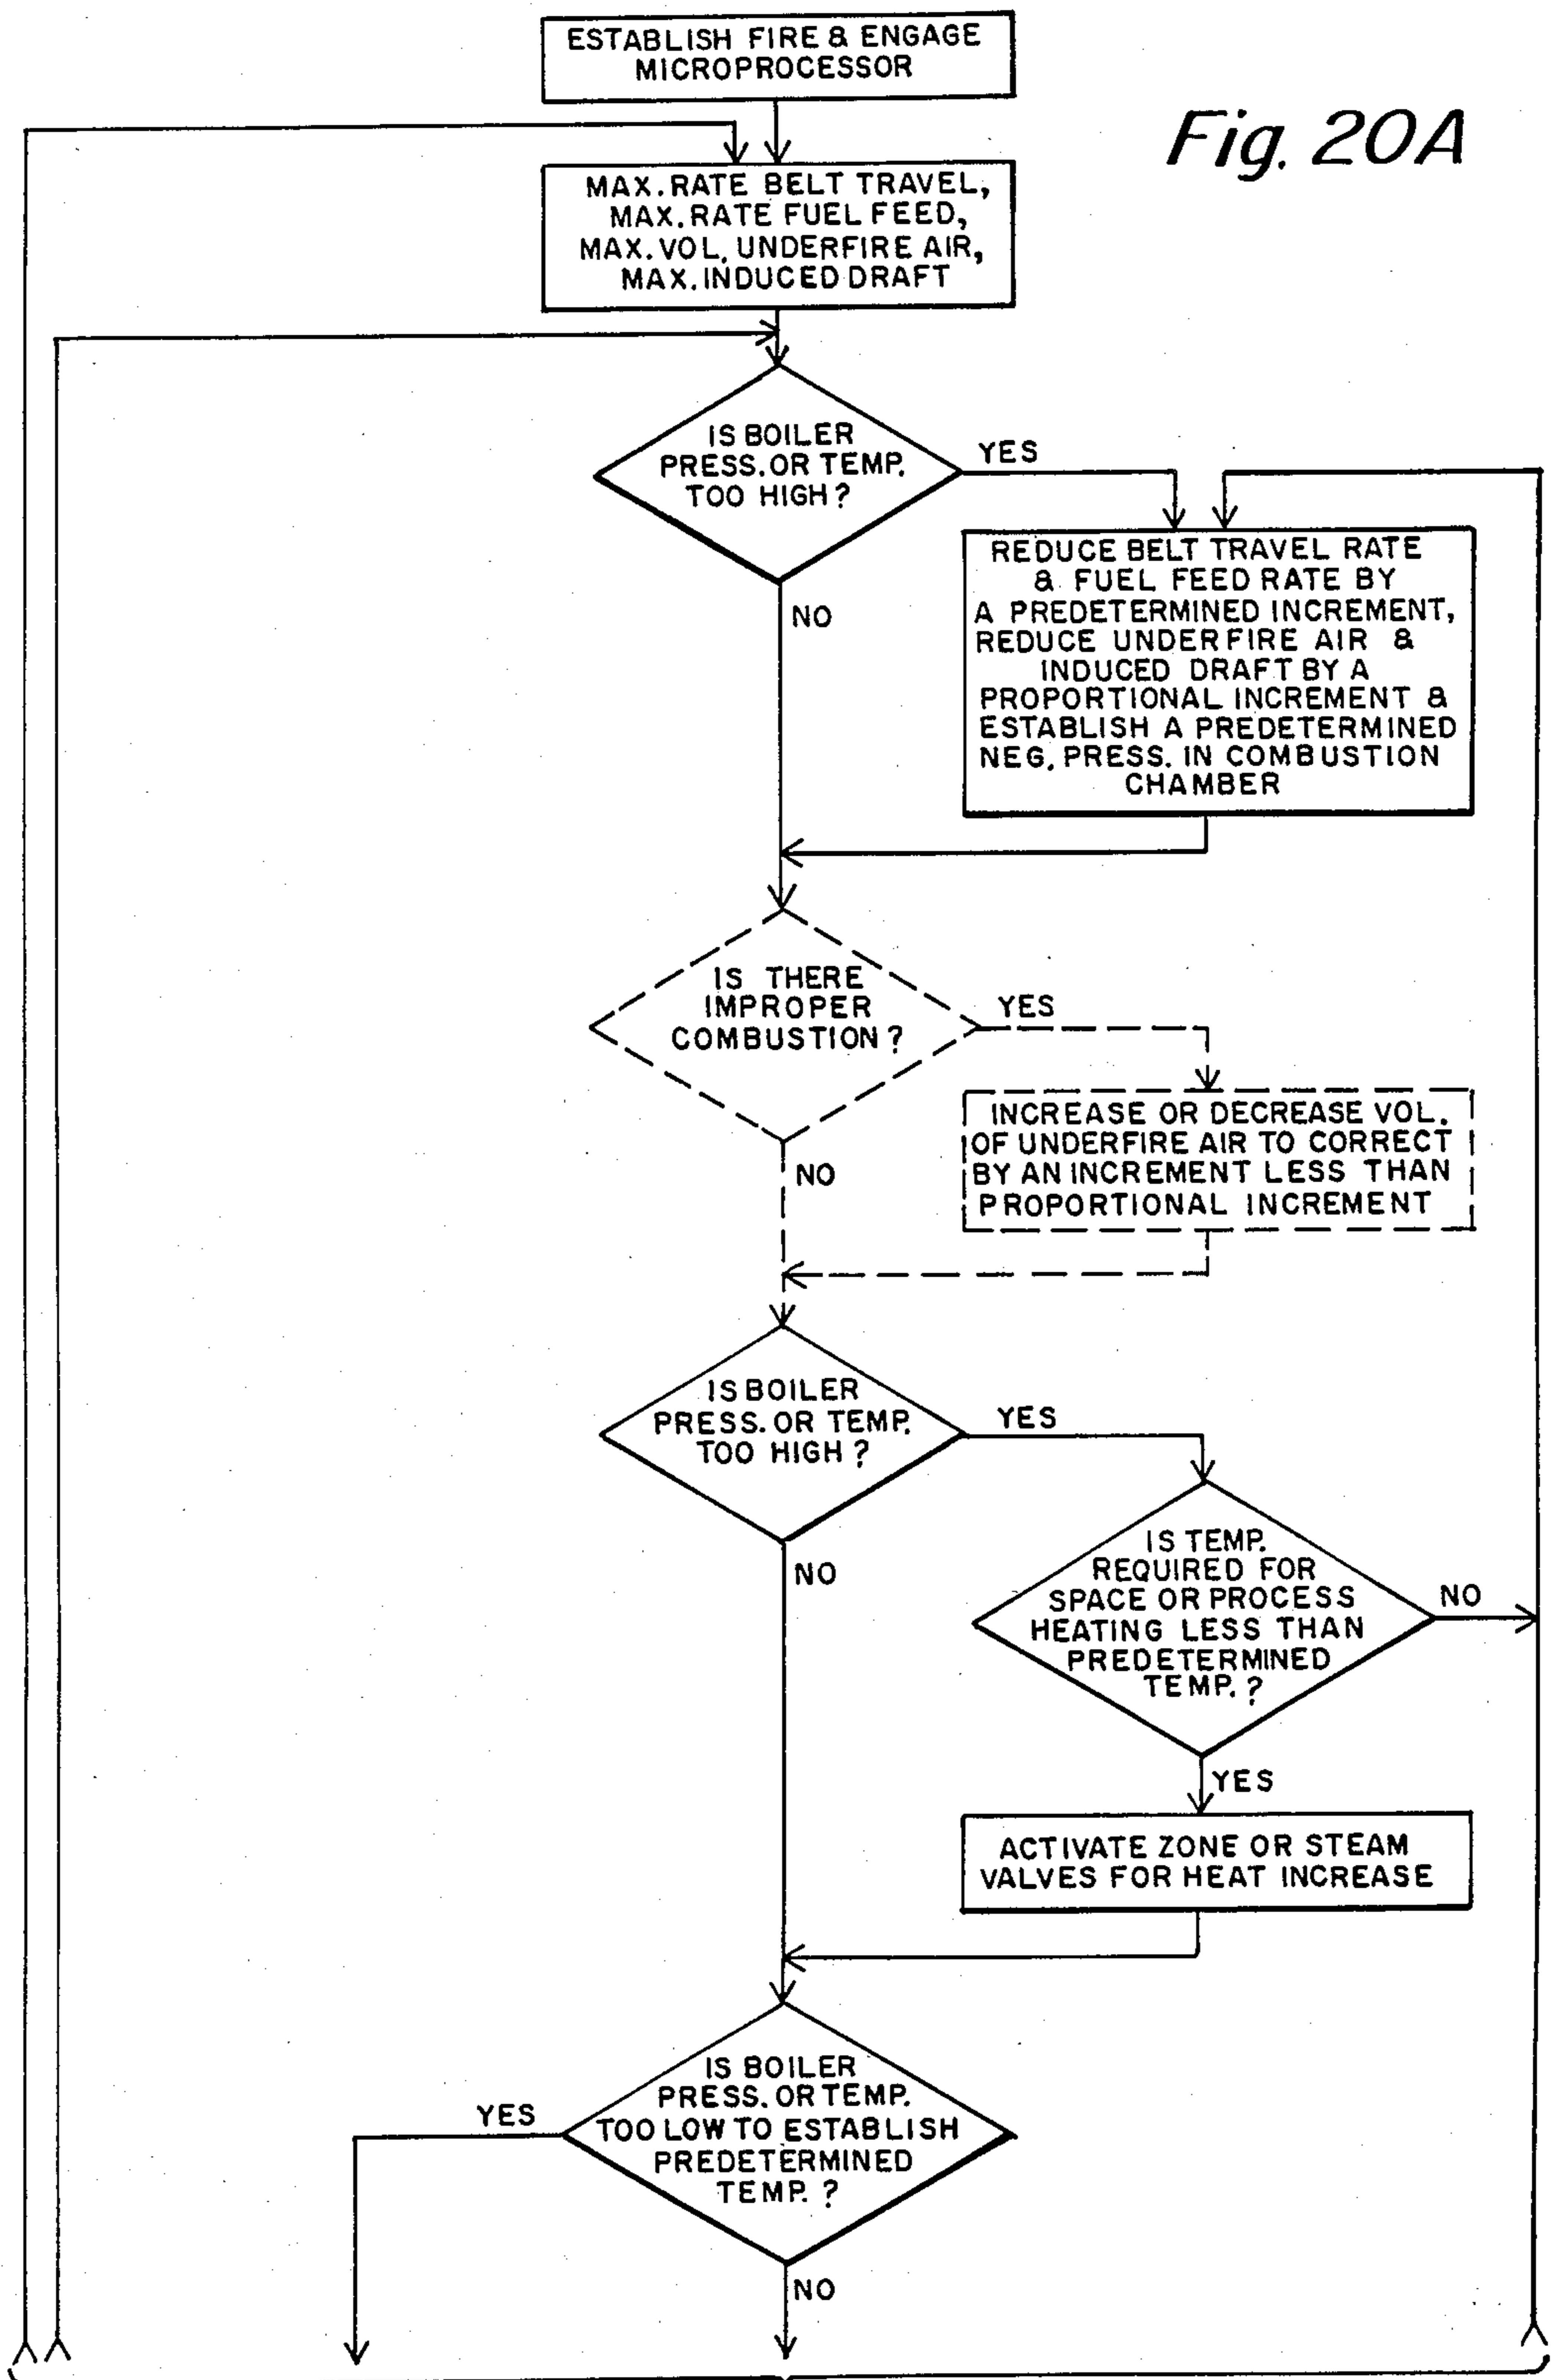 ESTABLISH FIRE & ENGAGE
MICROPROCESSOR
Fig. 20A
MAX. RATE BELT TRAVEL,
MAX. RATE FUEL FEED,
MAX. VOL. UNDERFIRE AIR,
MAX. INDUCED DRAFT
IS BOILER
PRESS. OR TEMP.
TOO HIGH?
YES
NO
REDUCE BELT TRAVEL RATE
& FUEL FEED RATE BY
A PREDETERMINED INCREMENT,
REDUCE UNDERFIRE AIR &
INDUCED DRAFT BY A
PROPORTIONAL INCREMENT &
ESTABLISH A PREDETERMINED
NEG. PRESS. IN COMBUSTION
CHAMBER
IS THERE
IMPROPER
COMBUSTION?
YES
NO
INCREASE OR DECREASE VOL.
OF UNDERFIRE AIR TO CORRECT
BY AN INCREMENT LESS THAN
PROPORTIONAL INCREMENT
IS BOILER
PRESS. OR TEMP.
TOO HIGH?
YES
NO
IS TEMP.
REQUIRED FOR
SPACE OR PROCESS
HEATING LESS THAN
PREDETERMINED
TEMP.?
NO
YES
ACTIVATE ZONE OR STEAM
VALVES FOR HEAT INCREASE
IS BOILER
PRESS. OR TEMP.
TOO LOW TO ESTABLISH
PREDETERMINED
TEMP.?
YES
NO